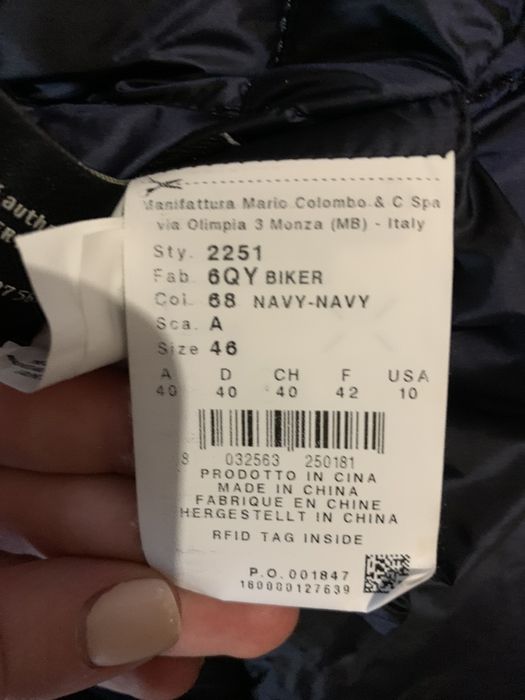 Manifattura Mario Colombo & C Spa
via Olimpia 3 Monza (MB) - Italy
Sty. 2251
Fab. 6QY BIKER
Col. 68 NAVY-NAVY
Sca. A
Size 46
A D CH F USA
40 40 40 42 10
8 032563 250181
PRODOTTO IN CINA
MADE IN CHINA
FABRIQUE EN CHINE
HERGESTELLT IN CHINA
RFID TAG INSIDE
P.O. 001847
180000127639